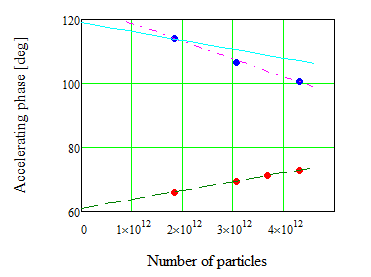 120
100
80
60
Accelerating phase [deg]
0 1×10¹² 2×10¹² 3×10¹² 4×10¹²
Number of particles